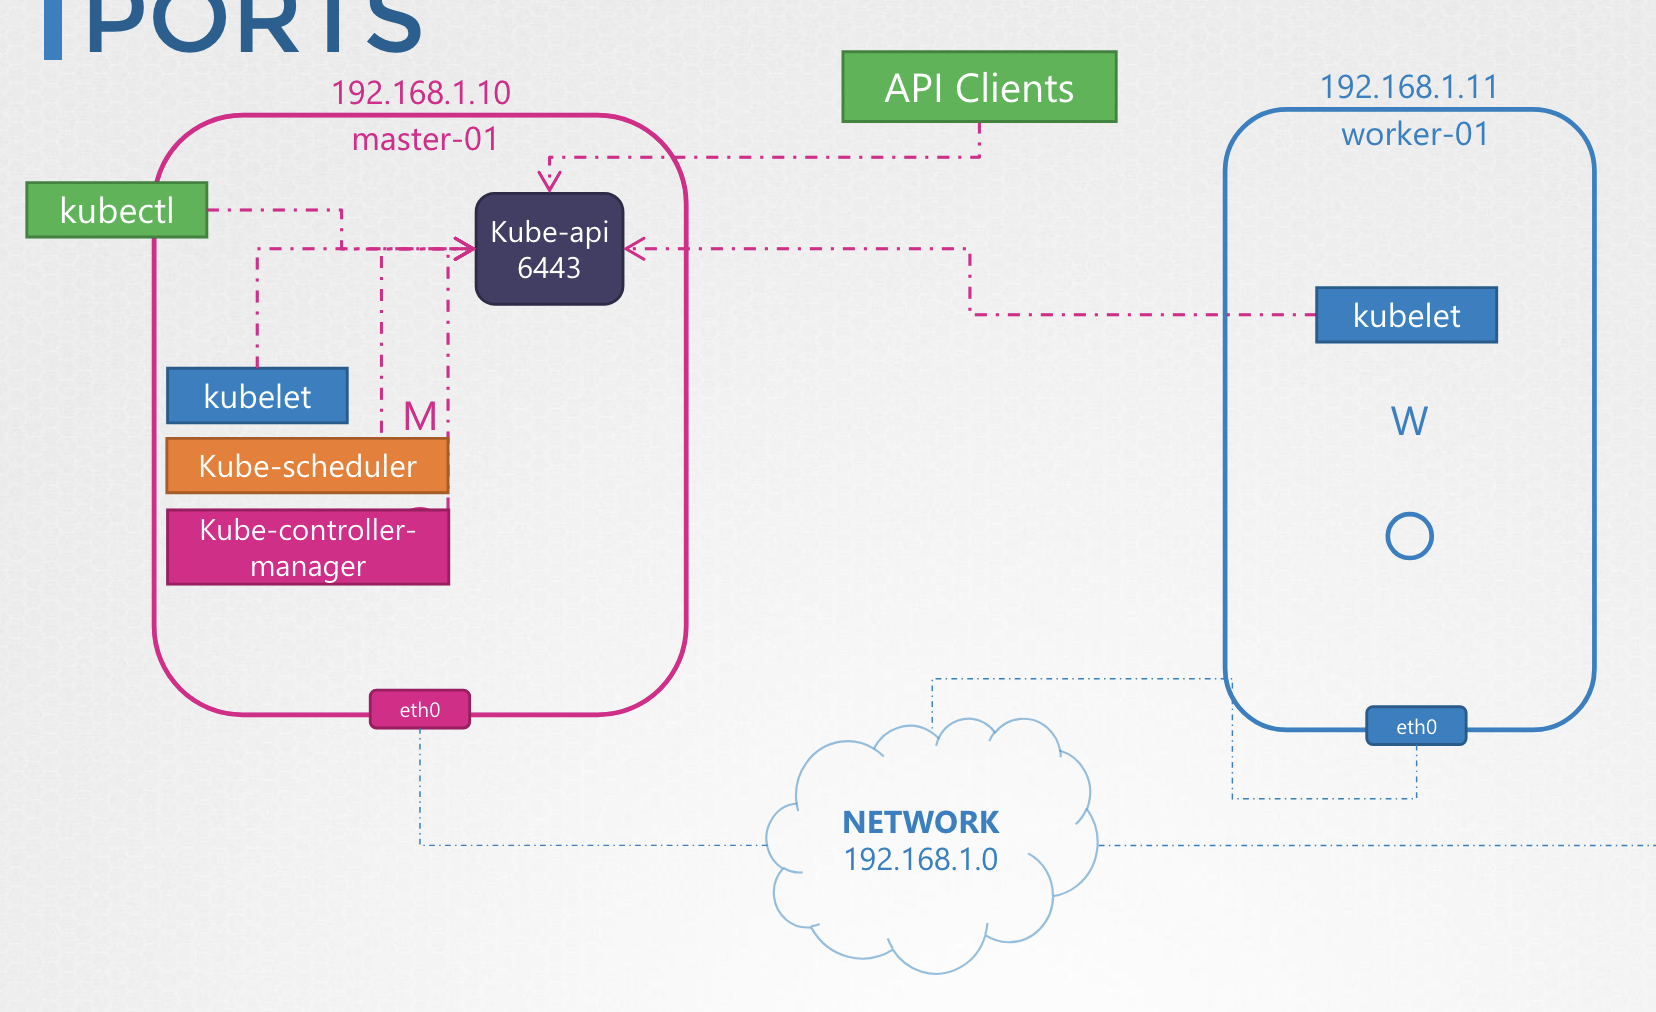 PORTS
192.168.1.10
master-01
API Clients
192.168.1.11
worker-01
kubectl
Kube-api
6443
kubelet
kubelet
M
W
Kube-scheduler
Kube-controller-
manager
eth0
eth0
NETWORK
192.168.1.0